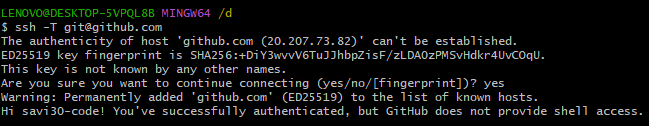 LENOVO@DESKTOP-5VPQL8B MINGW64 /d
$ ssh -T git@github.com
The authenticity of host 'github.com (20.207.73.82)' can't be established.
ED25519 key fingerprint is SHA256:+DiY3wvvV6TuJJhbpZisF/zLDA0zPMSvHdkr4UvCOqU.
This key is not known by any other names.
Are you sure you want to continue connecting (yes/no/[fingerprint])? yes
Warning: Permanently added 'github.com' (ED25519) to the list of known hosts.
Hi savi30-code! You've successfully authenticated, but GitHub does not provide shell access.